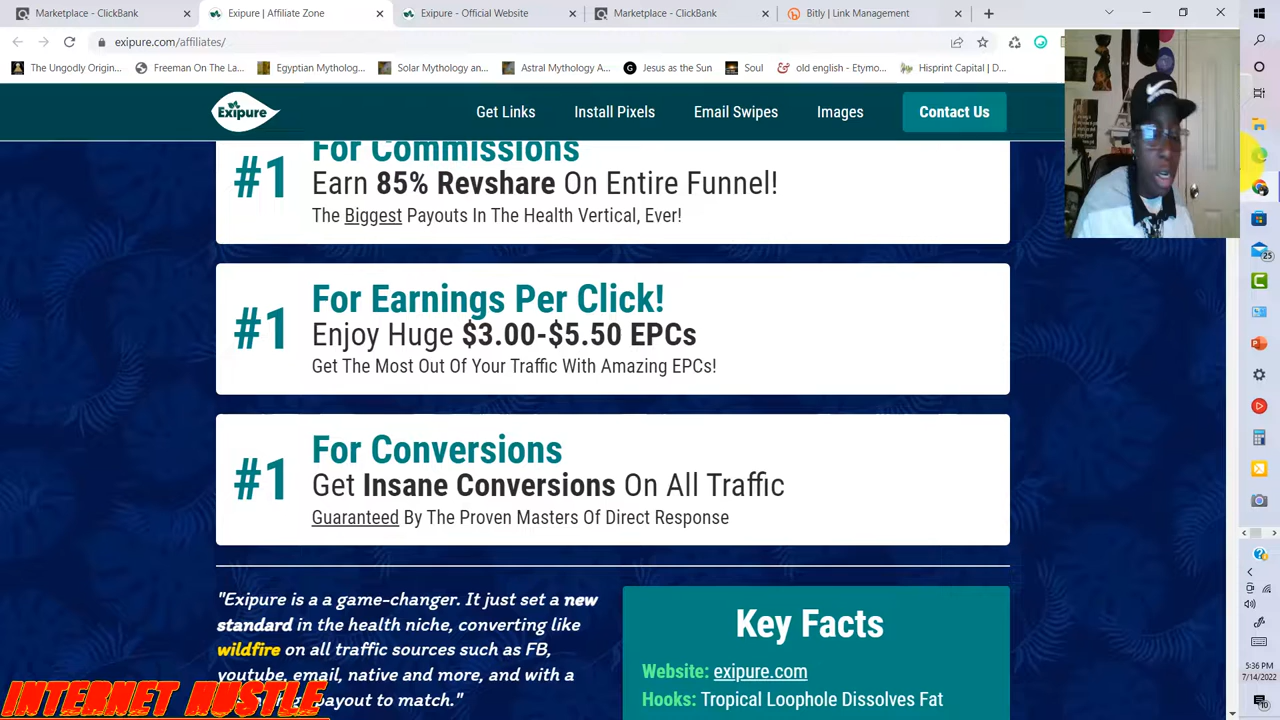 Marketplace - ClickBank
Exipure | Affiliate Zone
Exipure - Official Website
Marketplace - ClickBank
Bitly | Link Management
exipure.com/affiliates/
The Ungodly Origin...
Freeman On The La...
Egyptian Mytholog...
Solar Mythology an...
Astral Mythology A...
Jesus as the Sun
Soul
old english - Etymo...
Hisprint Capital | D...
Exipure
Get Links
Install Pixels
Email Swipes
Images
Contact Us
#1
For Commissions
Earn 85% Revshare On Entire Funnel!
The Biggest Payouts In The Health Vertical, Ever!
#1
For Earnings Per Click!
Enjoy Huge $3.00-$5.50 EPCs
Get The Most Out Of Your Traffic With Amazing EPCs!
#1
For Conversions
Get Insane Conversions On All Traffic
Guaranteed By The Proven Masters Of Direct Response
"Exipure is a a game-changer. It just set a new
standard in the health niche, converting like
wildfire on all traffic sources such as FB,
youtube, email, native and more, and with a
payout to match."
Key Facts
Website: exipure.com
Hooks: Tropical Loophole Dissolves Fat
INTERNET HUSTLE
25
5:36 PM
7/14/2022
10